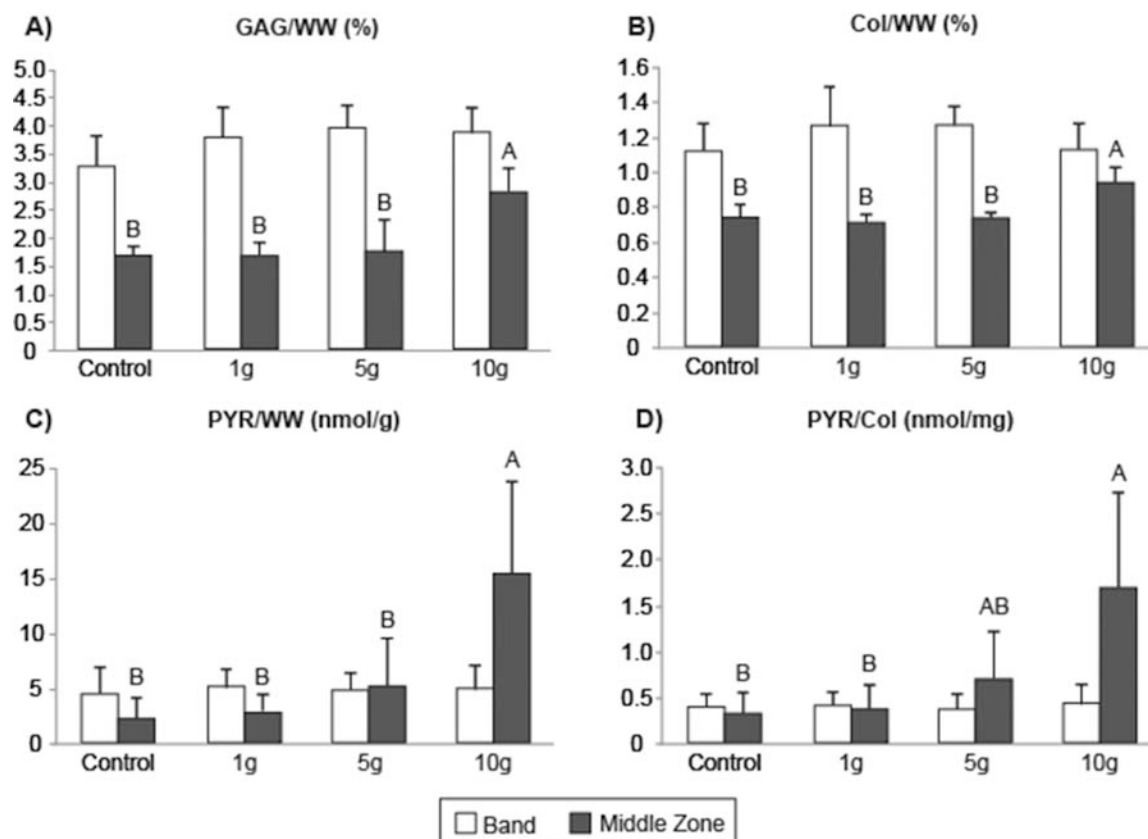 A)
GAG/WW (%)
5.0
4.5
4.0
3.5
3.0
2.5
2.0
1.5
1.0
0.5
0
B
B
B
A
Control
1g
5g
10g
B)
Col/WW (%)
1.6
1.4
1.2
1.0
0.8
0.6
0.4
0.2
0
B
B
B
A
Control
1g
5g
10g
C)
PYR/WW (nmol/g)
25
20
15
10
5
0
B
B
B
A
Control
1g
5g
10g
D)
PYR/Col (nmol/mg)
3.0
2.5
2.0
1.5
1.0
0.5
0
B
B
AB
A
Control
1g
5g
10g
Band
Middle Zone